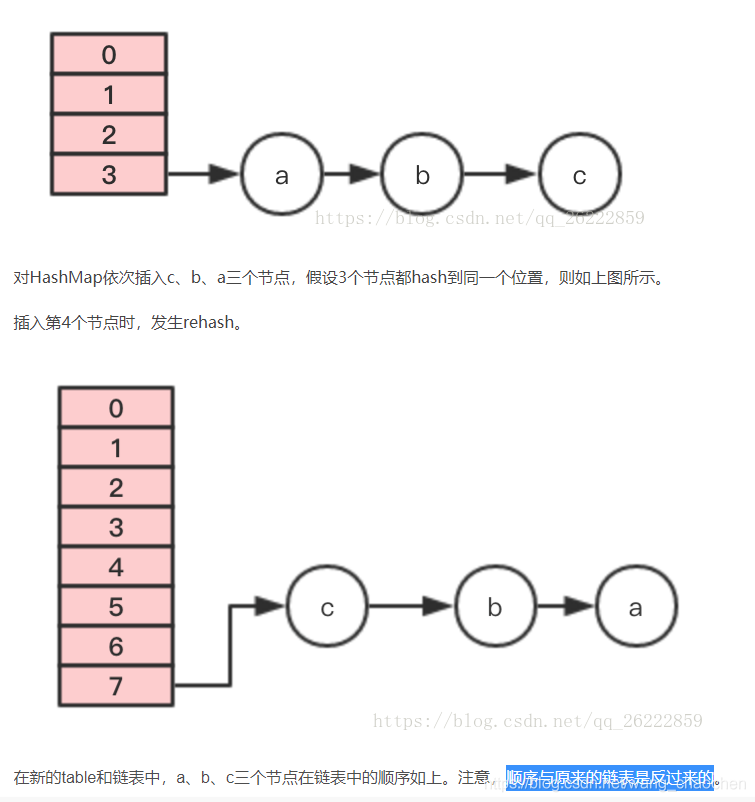 0
1
2
3
a
b
c
https://blog.csdn.net/qq_26222859
对HashMap依次插入c、b、a三个节点，假设3个节点都hash到同一个位置，则如上图所示。
插入第4个节点时，发生rehash。
0
1
2
3
4
5
6
7
c
b
a
https://blog.csdn.net/qq_26222859
在新的table和链表中，a、b、c三个节点在链表中的顺序如上。注意，顺序与原来的链表是反过来的。